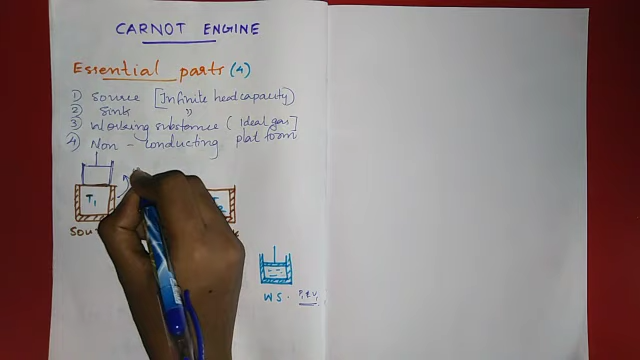 CARNOT ENGINE
Essential parts (4)
① Source [Infinite heat capacity)
② Sink "
③ Working substance ( Ideal gas]
④ Non - conducting platform
T₁
W S .